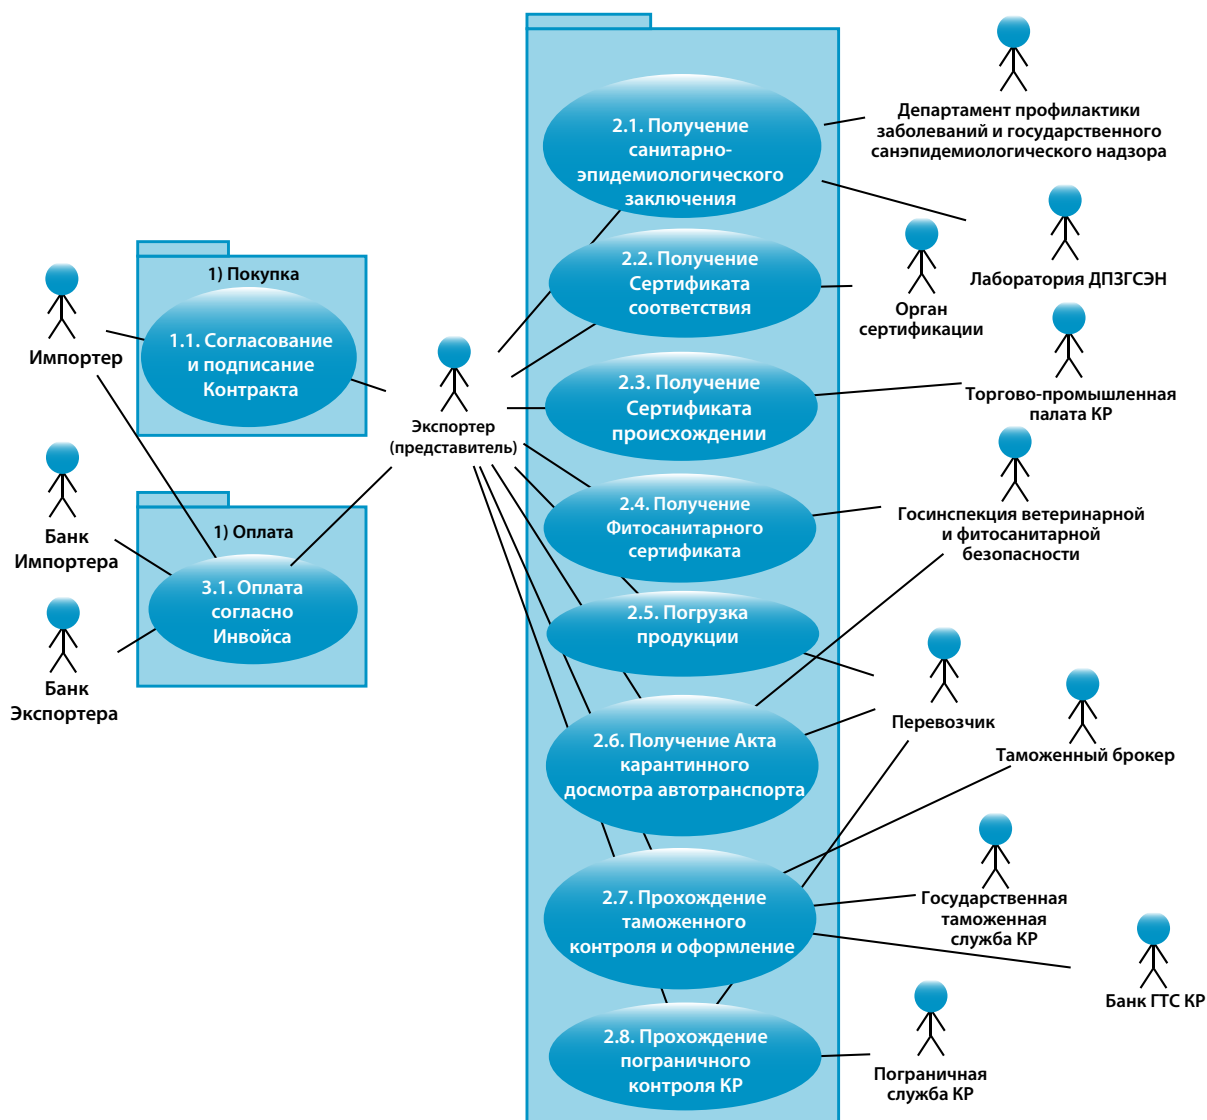 1) Покупка
1.1. Согласование
и подписание
Контракта
Импортер
Банк
Импортера
Банк
Экспортера
1) Оплата
3.1. Оплата
согласно
Инвойса
Экспортер
(представитель)
2.1. Получение
санитарно-
эпидемиологического
заключения
2.2. Получение
Сертификата
соответствия
2.3. Получение
Сертификата
происхождении
2.4. Получение
Фитосанитарного
сертификата
2.5. Погрузка
продукции
2.6. Получение Акта
карантинного
досмотра автотранспорта
2.7. Прохождение
таможенного
контроля и оформление
2.8. Прохождение
пограничного
контроля КР
Департамент профилактики
заболеваний и государственного
санэпидемиологического надзора
Лаборатория ДПЗГСЭН
Орган
сертификации
Торгово-промышленная
палата КР
Госинспекция ветеринарной
и фитосанитарной
безопасности
Перевозчик
Таможенный брокер
Государственная
таможенная
служба КР
Банк ГТС КР
Пограничная
служба КР